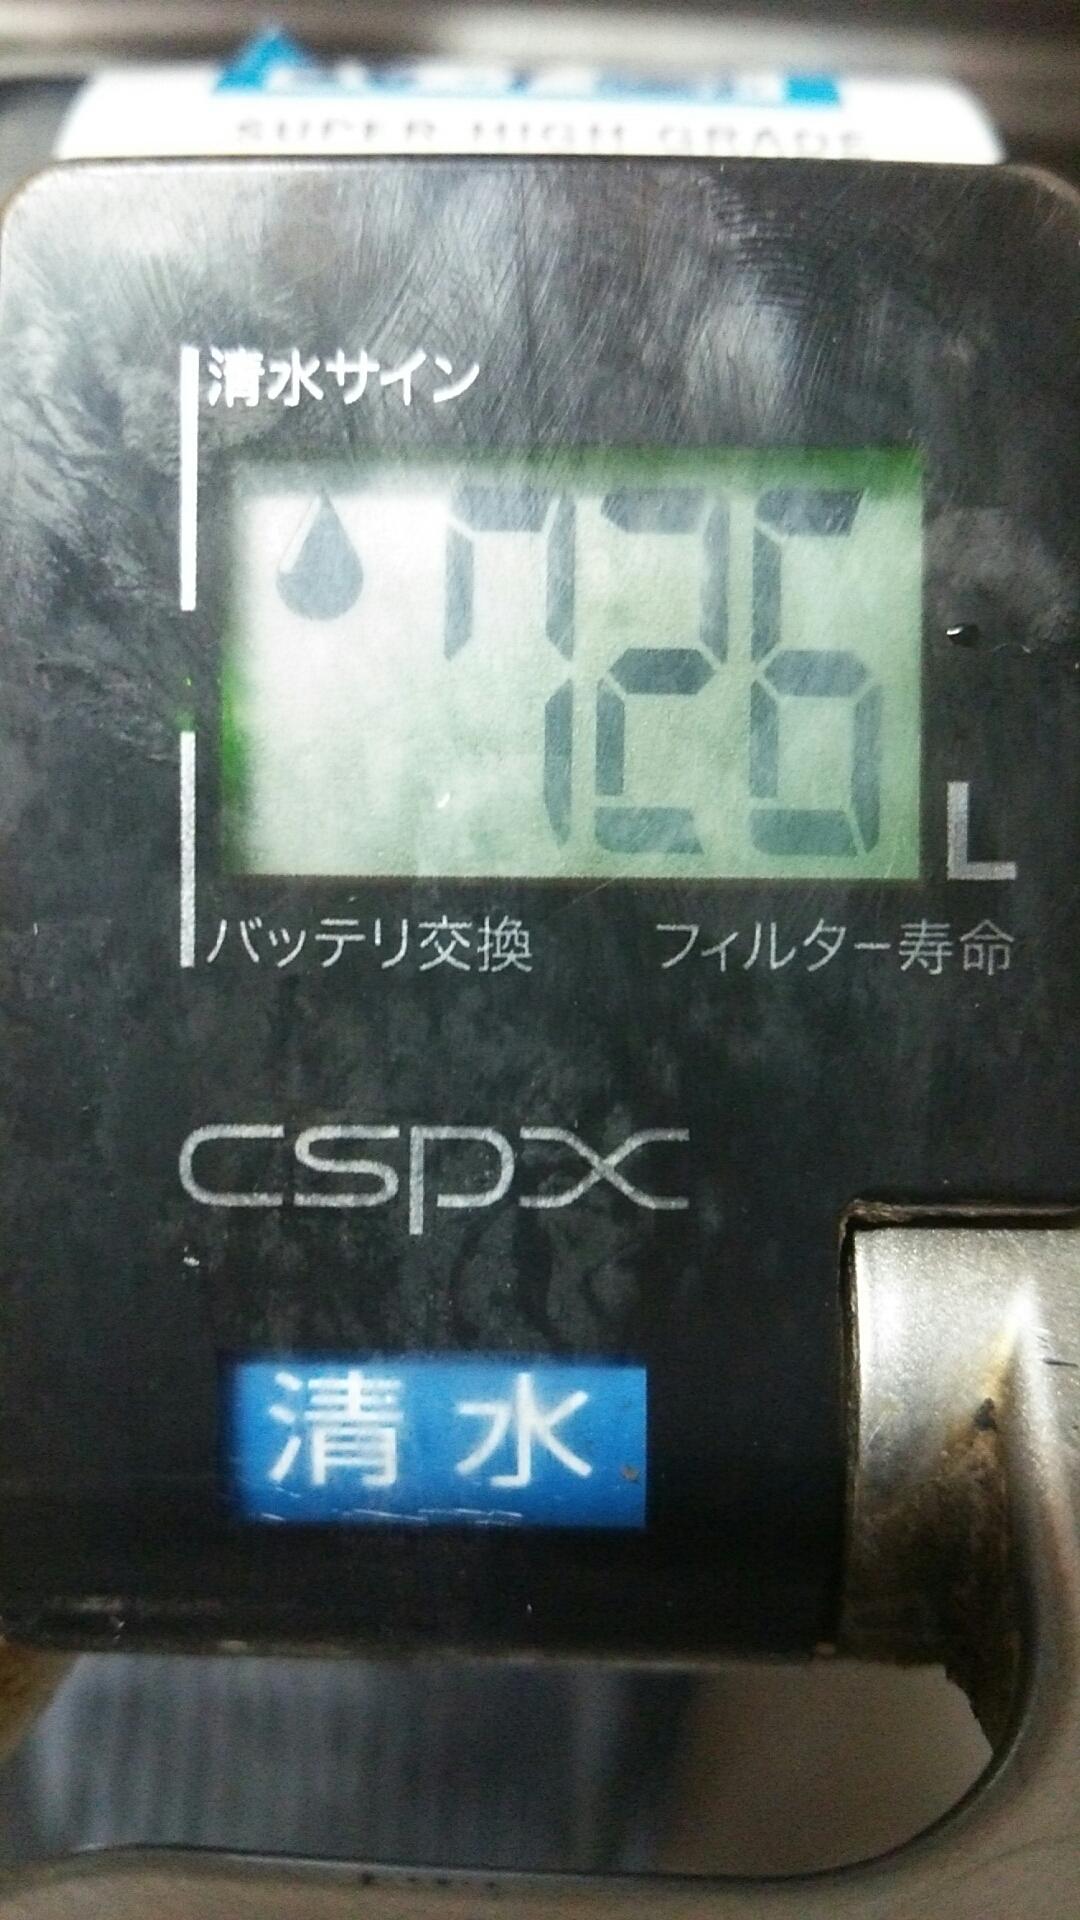 SUPER HIGH GRADE
清水サイン
726 L
バッテリ交換 フィルター寿命
cspx
清水